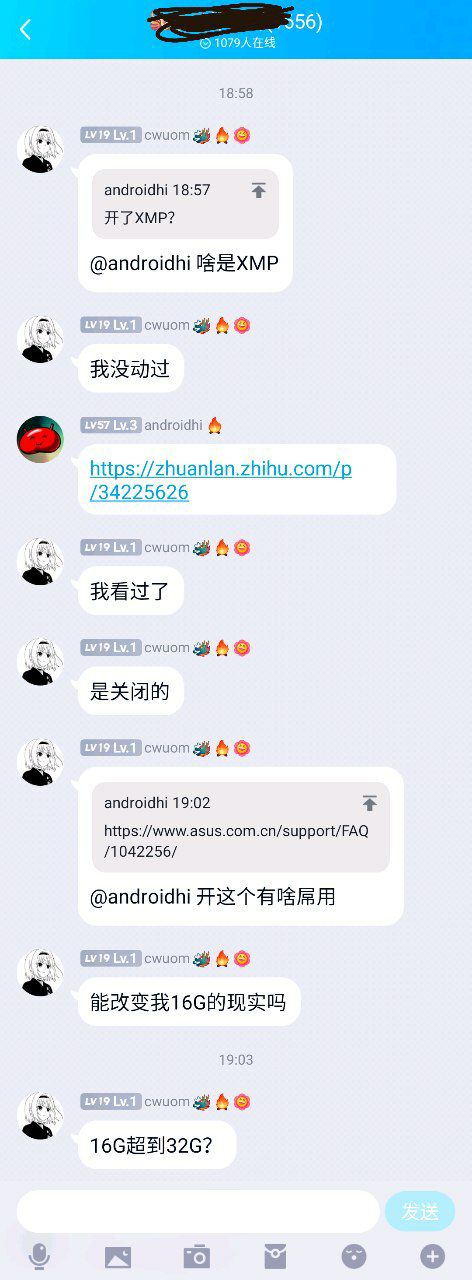 656)
1079人在线
18:58
LV19 Lv.1 cwuom
androidhi 18:57
开了XMP？
@androidhi 啥是XMP
LV19 Lv.1 cwuom
我没动过
LV57 Lv.3 androidhi
https://zhuanlan.zhihu.com/p
/34225626
LV19 Lv.1 cwuom
我看过了
LV19 Lv.1 cwuom
是关闭的
LV19 Lv.1 cwuom
androidhi 19:02
https://www.asus.com.cn/support/FAQ
/1042256/
@androidhi 开这个有啥屌用
LV19 Lv.1 cwuom
能改变我16G的现实吗
19:03
LV19 Lv.1 cwuom
16G超到32G？
发送